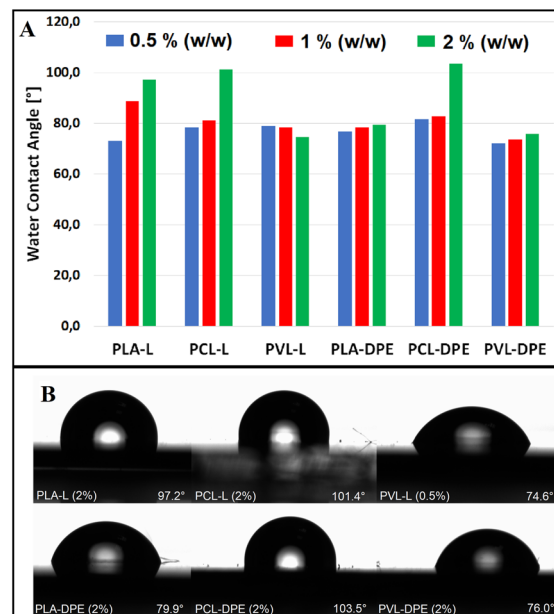 A
0.5 % (w/w) 1 % (w/w) 2 % (w/w)
Water Contact Angle [°]
120,0
100,0
80,0
60,0
40,0
20,0
0,0
PLA-L PCL-L PVL-L PLA-DPE PCL-DPE PVL-DPE
B
PLA-L (2%) 97.2° PCL-L (2%) 101.4° PVL-L (0.5%) 74.6°
PLA-DPE (2%) 79.9° PCL-DPE (2%) 103.5° PVL-DPE (2%) 76.0°